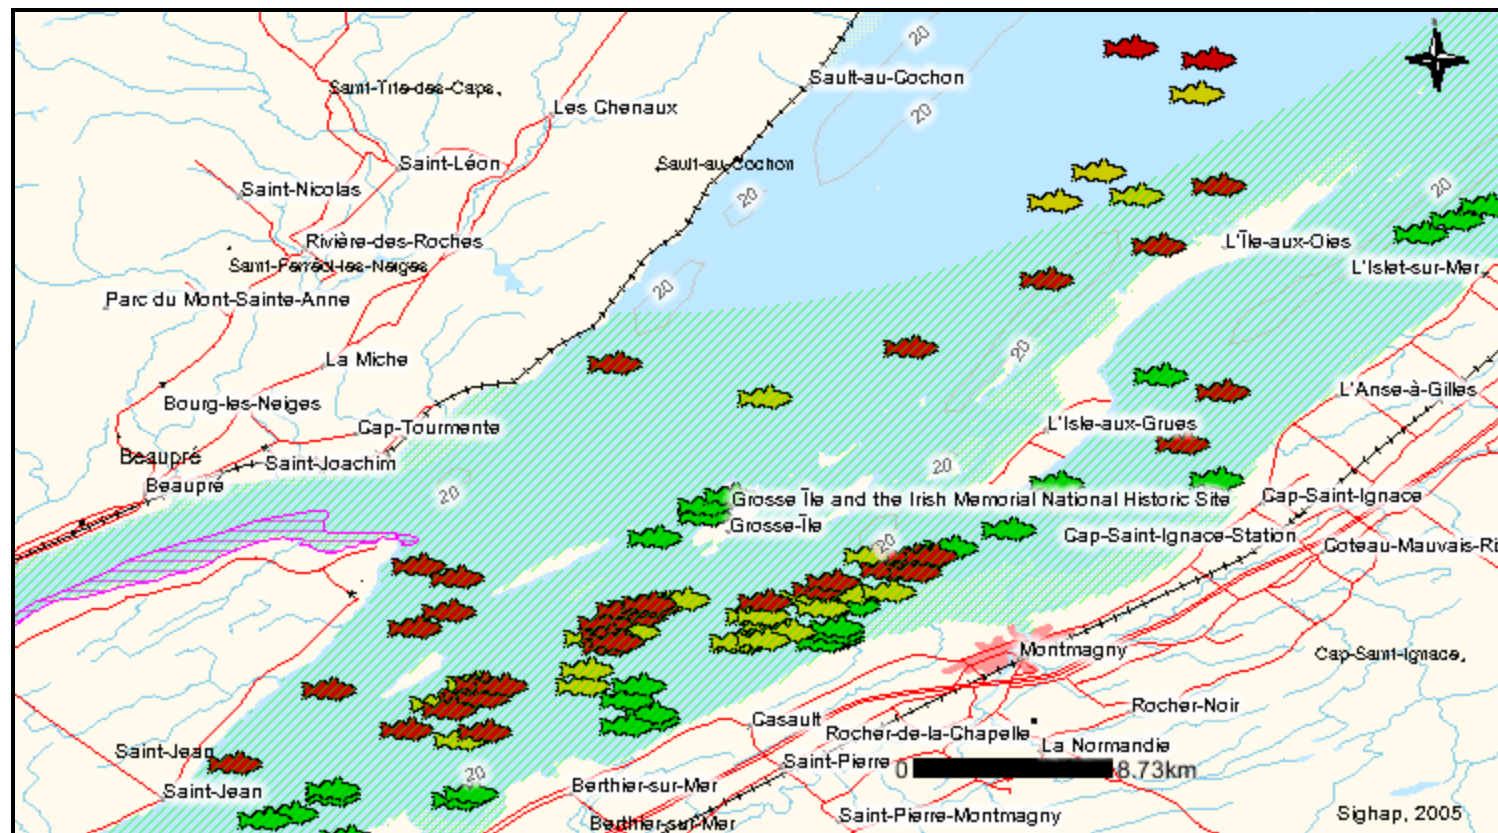 20
Sault-au-Cochon
Saint-Tite-des-Caps,
Les Chenaux
20
Saint-Léon
Sault-au-Cochon
Saint-Nicolas
20
20
Rivière-des-Roches
L'Île-aux-Oies
Saint-Ferréol-les-Neiges
L'Islet-sur-Mer
Parc du Mont-Sainte-Anne
20
La Miche
20
L'Anse-à-Gilles
Bourg-les-Neiges
Cap-Tourmente
L'Isle-aux-Grues
Beaupré
Saint-Joachim
20
Beaupré
20
Grosse Île and the Irish Memorial National Historic Site
Cap-Saint-Ignace
Grosse-Île
Cap-Saint-Ignace-Station
20
Coteau-Mauvais-Ri
Montmagny
Cap-Saint-Ignace,
Rocher-Noir
Casault
Rocher-de-la-Chapelle
La Normandie
Saint-Jean
Saint-Pierre
0
8.73km
20
Saint-Jean
Berthier-sur-Mer
Saint-Pierre-Montmagny
Sighap, 2005
Berthier-sur-Mer